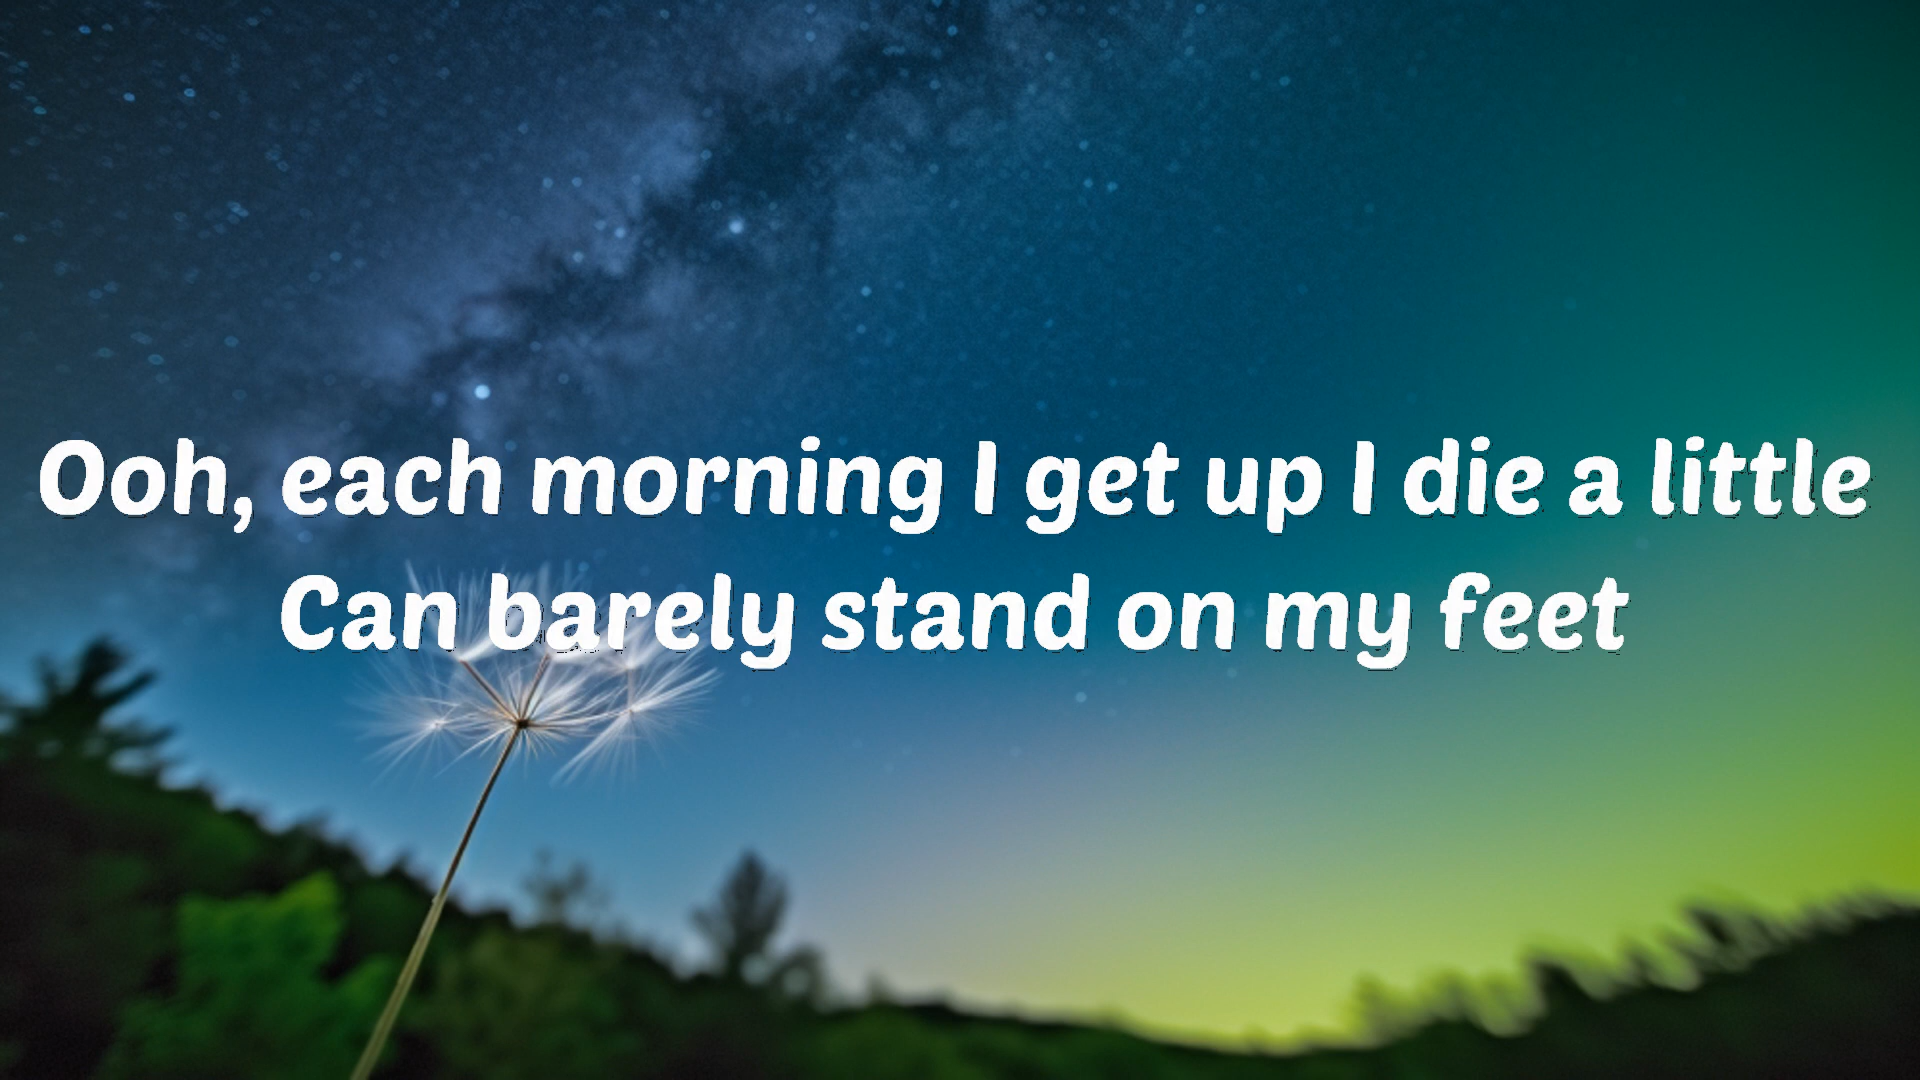 Ooh, each morning I get up I die a little
Can barely stand on my feet